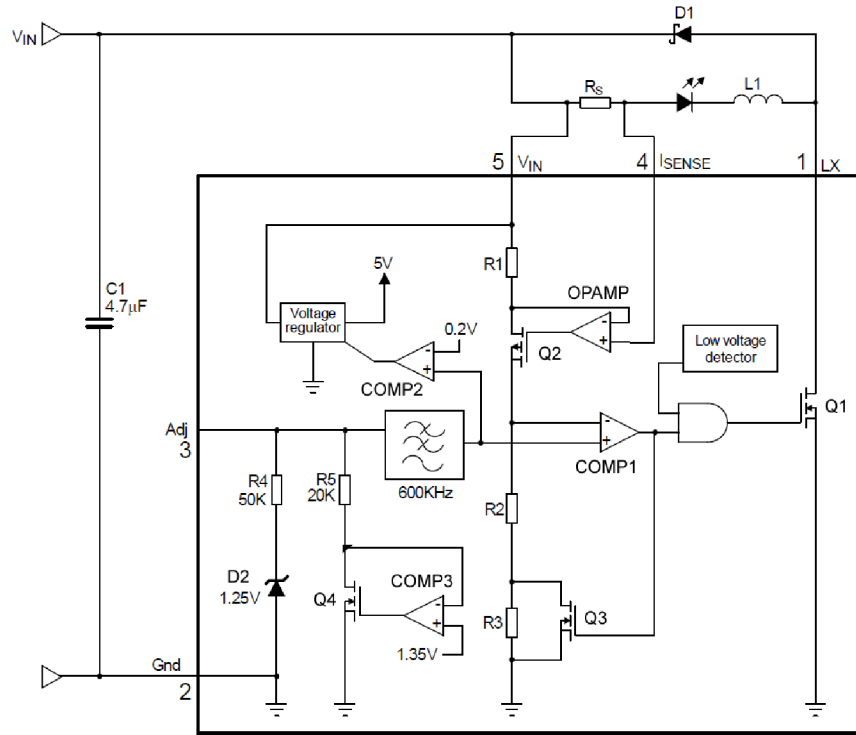 D1
VIN
RS
L1
5 VIN
4 ISENSE
1 LX
R1
C1
4.7µF
5V
OPAMP
Voltage
regulator
0.2V
Q2
Low voltage
detector
COMP2
Q1
Adj
3
COMP1
R4
50K
R5
20K
600KHz
R2
D2
1.25V
COMP3
Q4
R3
Q3
1.35V
Gnd
2